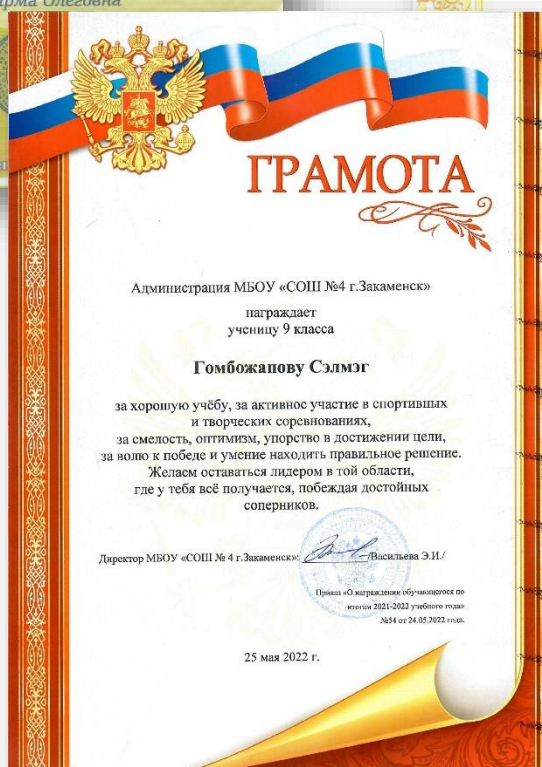 Олеговна
ГРАМОТА
Администрация МБОУ «СОШ №4 г.Закаменск»
награждает
ученицу 9 класса
Гомбожапову Сэлмэг
за хорошую учёбу, за активное участие в спортивных
и творческих соревнованиях,
за смелость, оптимизм, упорство в достижении цели,
за волю к победе и умение находить правильное решение.
Желаем оставаться лидером в той области,
где у тебя всё получается, побеждая достойных
соперников.
Директор МБОУ «СОШ № 4 г.Закаменск»: /Васильева Э.И./
Приказ «О награждении обучающегося по
итогам 2021-2022 учебного года»
№54 от 24.05.2022 года.
25 мая 2022 г.